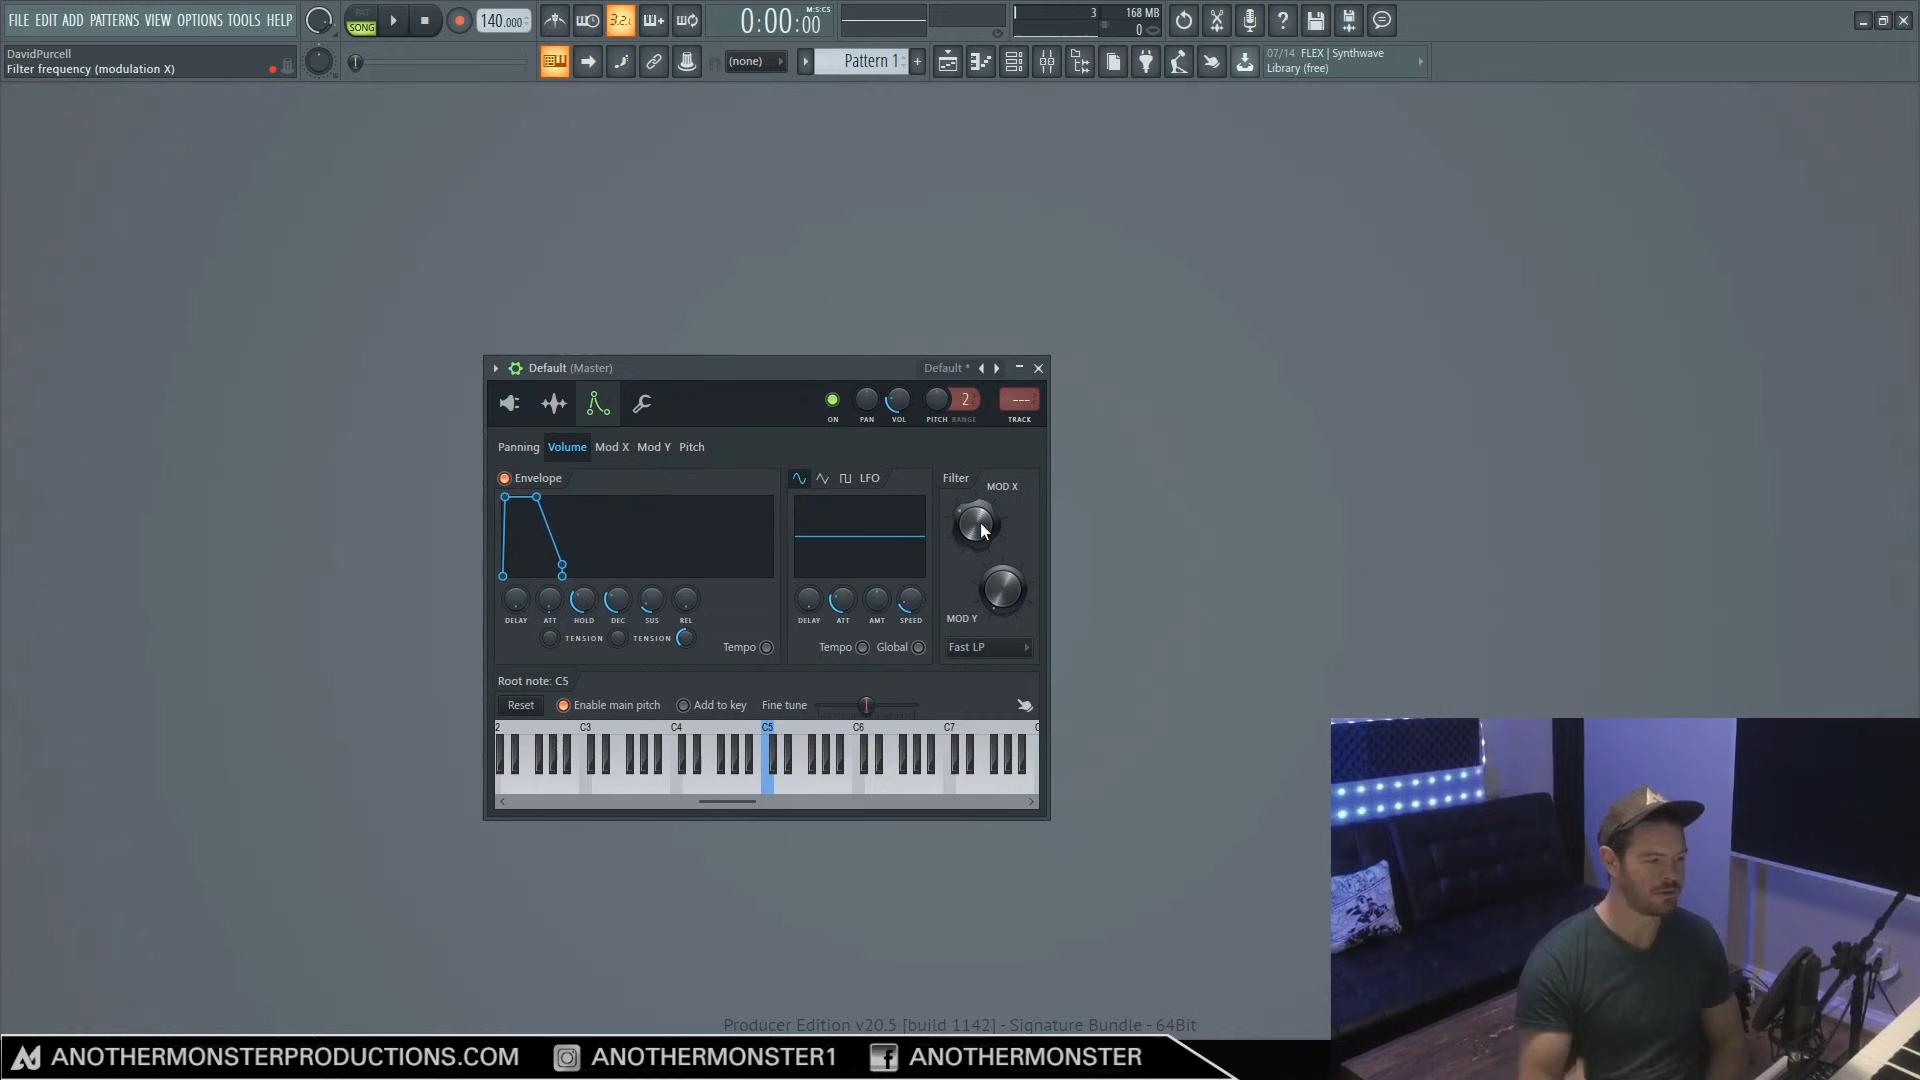 FILE EDIT ADD PATTERNS VIEW OPTIONS TOOLS HELP
PAT
SONG
140.000
3.2.1
0:00:00
M:S:CS
3
168 MB
0
DavidPurcell
Filter frequency (modulation X)
(none)
Pattern 1
07/14 FLEX | Synthwave
Library (free)
Default (Master)
Default *
2
---
ON
PAN
VOL
PITCH RANGE
TRACK
Panning
Volume
Mod X
Mod Y
Pitch
Envelope
LFO
Filter
MOD X
DELAY
ATT
HOLD
DEC
SUS
REL
DELAY
ATT
AMT
SPEED
MOD Y
TENSION
TENSION
Tempo
Tempo
Global
Fast LP
Root note: C5
Reset
Enable main pitch
Add to key
Fine tune
2
C3
C4
C5
C6
C7
Producer Edition v20.5 [build 1142] - Signature Bundle - 64Bit
ANOTHERMONSTERPRODUCTIONS.COM
ANOTHERMONSTER1
ANOTHERMONSTER